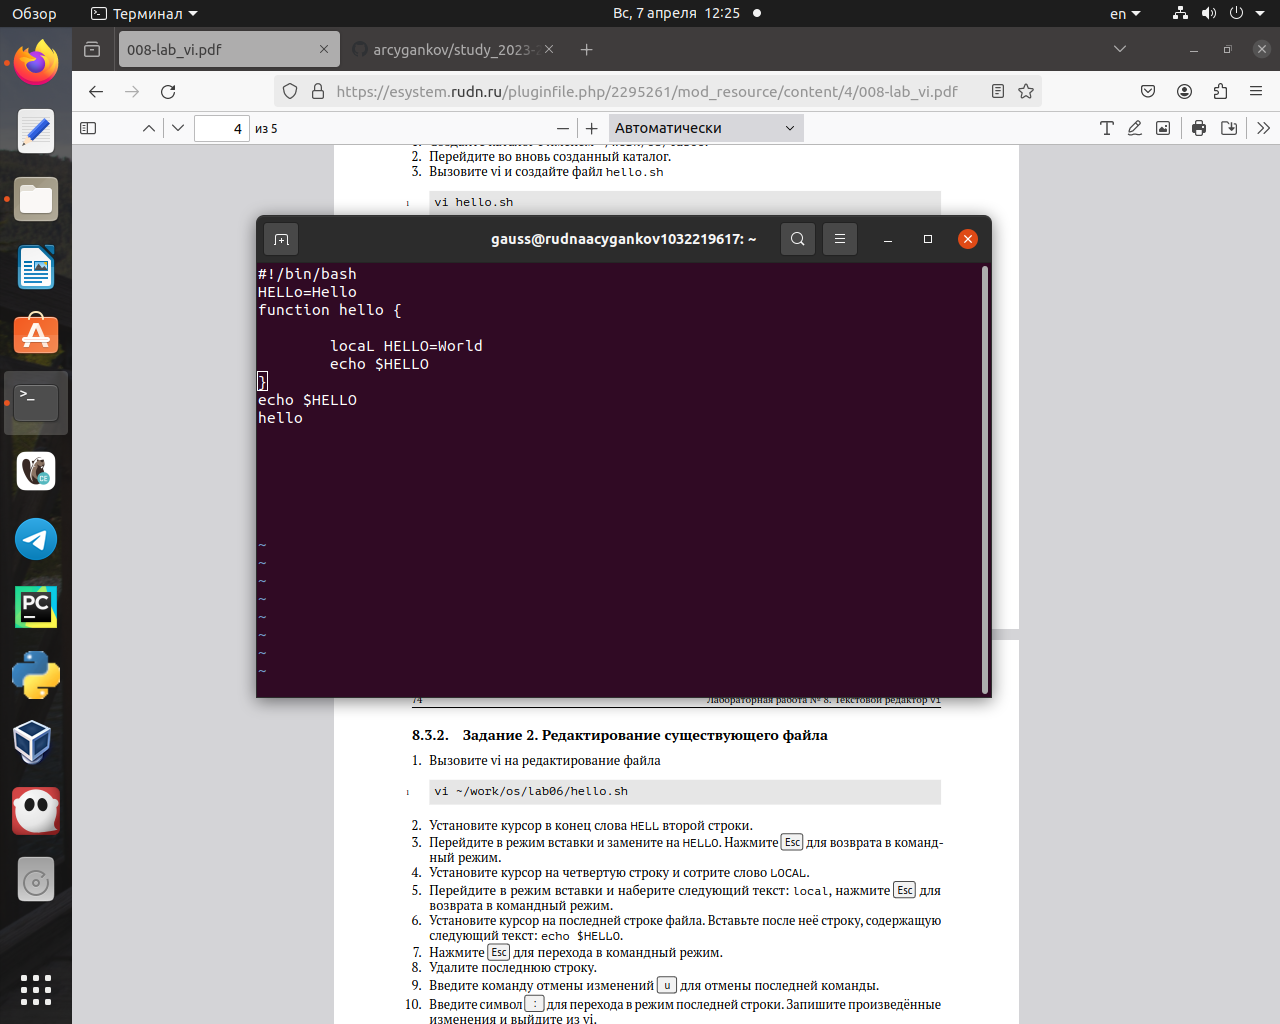 Обзор
Терминал
Вс, 7 апреля 12:25
en
008-lab_vi.pdf
arcygankov/study_2023-2
https://esystem.rudn.ru/pluginfile.php/2295261/mod_resource/content/4/008-lab_vi.pdf
4 из 5
Автоматически
2. Перейдите во вновь созданный каталог.
3. Вызовите vi и создайте файл hello.sh
1 vi hello.sh
gauss@rudnaacygankov1032219617: ~
#!/bin/bash
HELLo=Hello
function hello {
locaL HELLO=World
echo $HELLO
}
echo $HELLO
hello
~
~
~
~
~
~
~
~
74 Лабораторная работа № 8. Текстовой редактор vi
8.3.2. Задание 2. Редактирование существующего файла
1. Вызовите vi на редактирование файла
1 vi ~/work/os/lab06/hello.sh
2. Установите курсор в конец слова HELL второй строки.
3. Перейдите в режим вставки и замените на HELLO. Нажмите Esc для возврата в команд-
ный режим.
4. Установите курсор на четвертую строку и сотрите слово LOCAL.
5. Перейдите в режим вставки и наберите следующий текст: local, нажмите Esc для
возврата в командный режим.
6. Установите курсор на последней строке файла. Вставьте после неё строку, содержащую
следующий текст: echo $HELLO.
7. Нажмите Esc для перехода в командный режим.
8. Удалите последнюю строку.
9. Введите команду отмены изменений u для отмены последней команды.
10. Введите символ : для перехода в режим последней строки. Запишите произведённые
изменения и выйдите из vi.
PC
CE